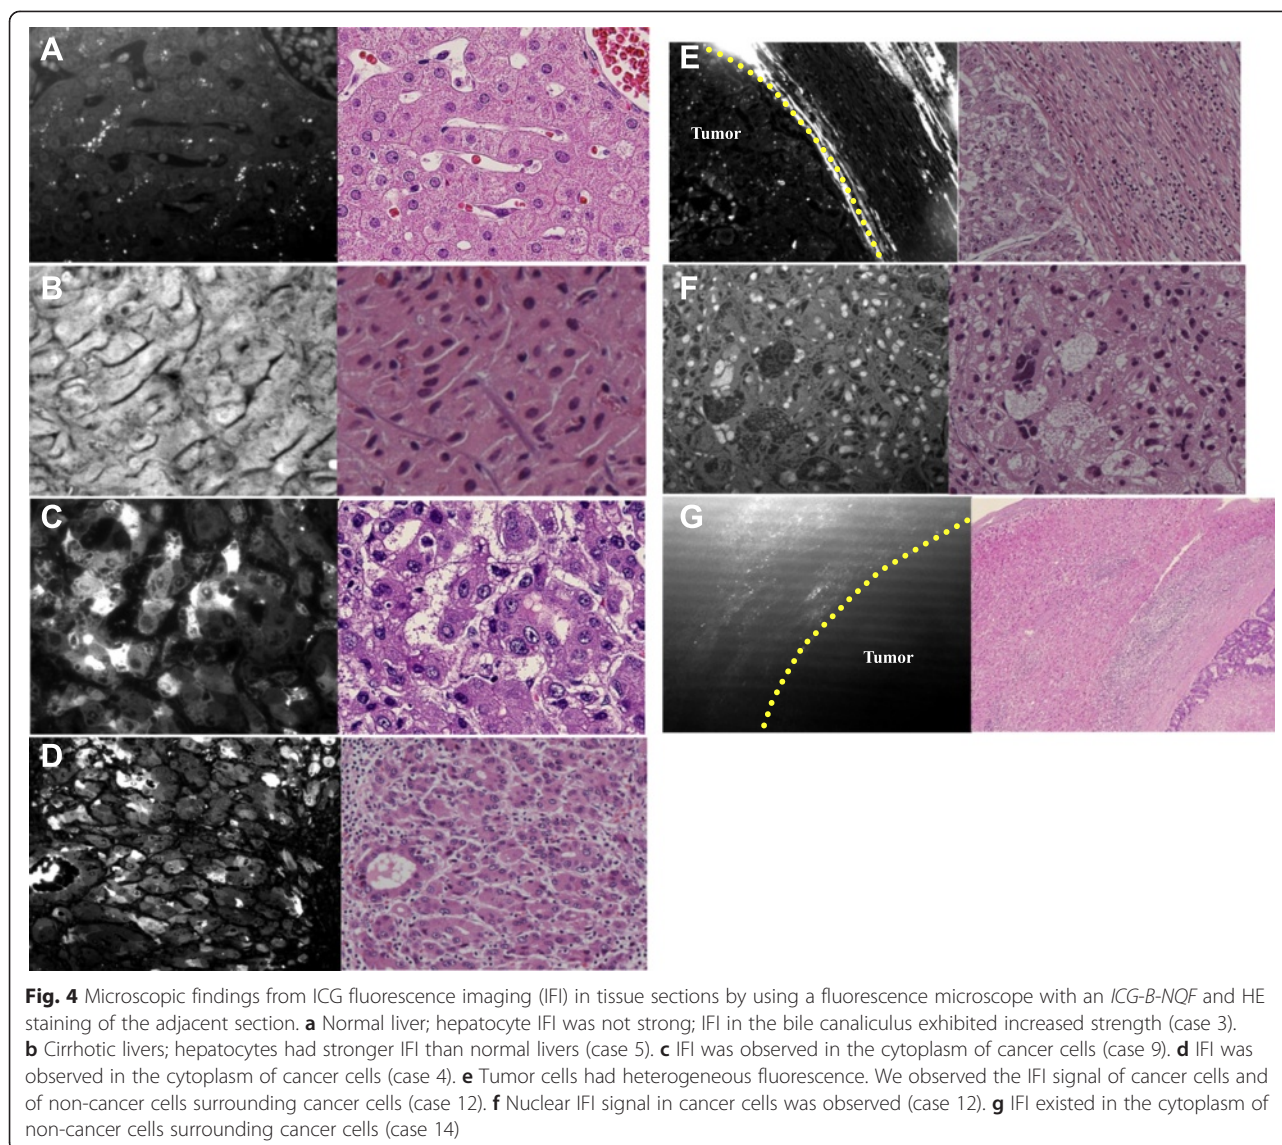 A
E
Tumor
B
F
C
G
Tumor
D
Fig. 4 Microscopic findings from ICG fluorescence imaging (IFI) in tissue sections by using a fluorescence microscope with an ICG-B-NQF and HE
staining of the adjacent section. a Normal liver; hepatocyte IFI was not strong; IFI in the bile canaliculus exhibited increased strength (case 3).
b Cirrhotic livers; hepatocytes had stronger IFI than normal livers (case 5). c IFI was observed in the cytoplasm of cancer cells (case 9). d IFI was
observed in the cytoplasm of cancer cells (case 4). e Tumor cells had heterogeneous fluorescence. We observed the IFI signal of cancer cells and
of non-cancer cells surrounding cancer cells (case 12). f Nuclear IFI signal in cancer cells was observed (case 12). g IFI existed in the cytoplasm of
non-cancer cells surrounding cancer cells (case 14)